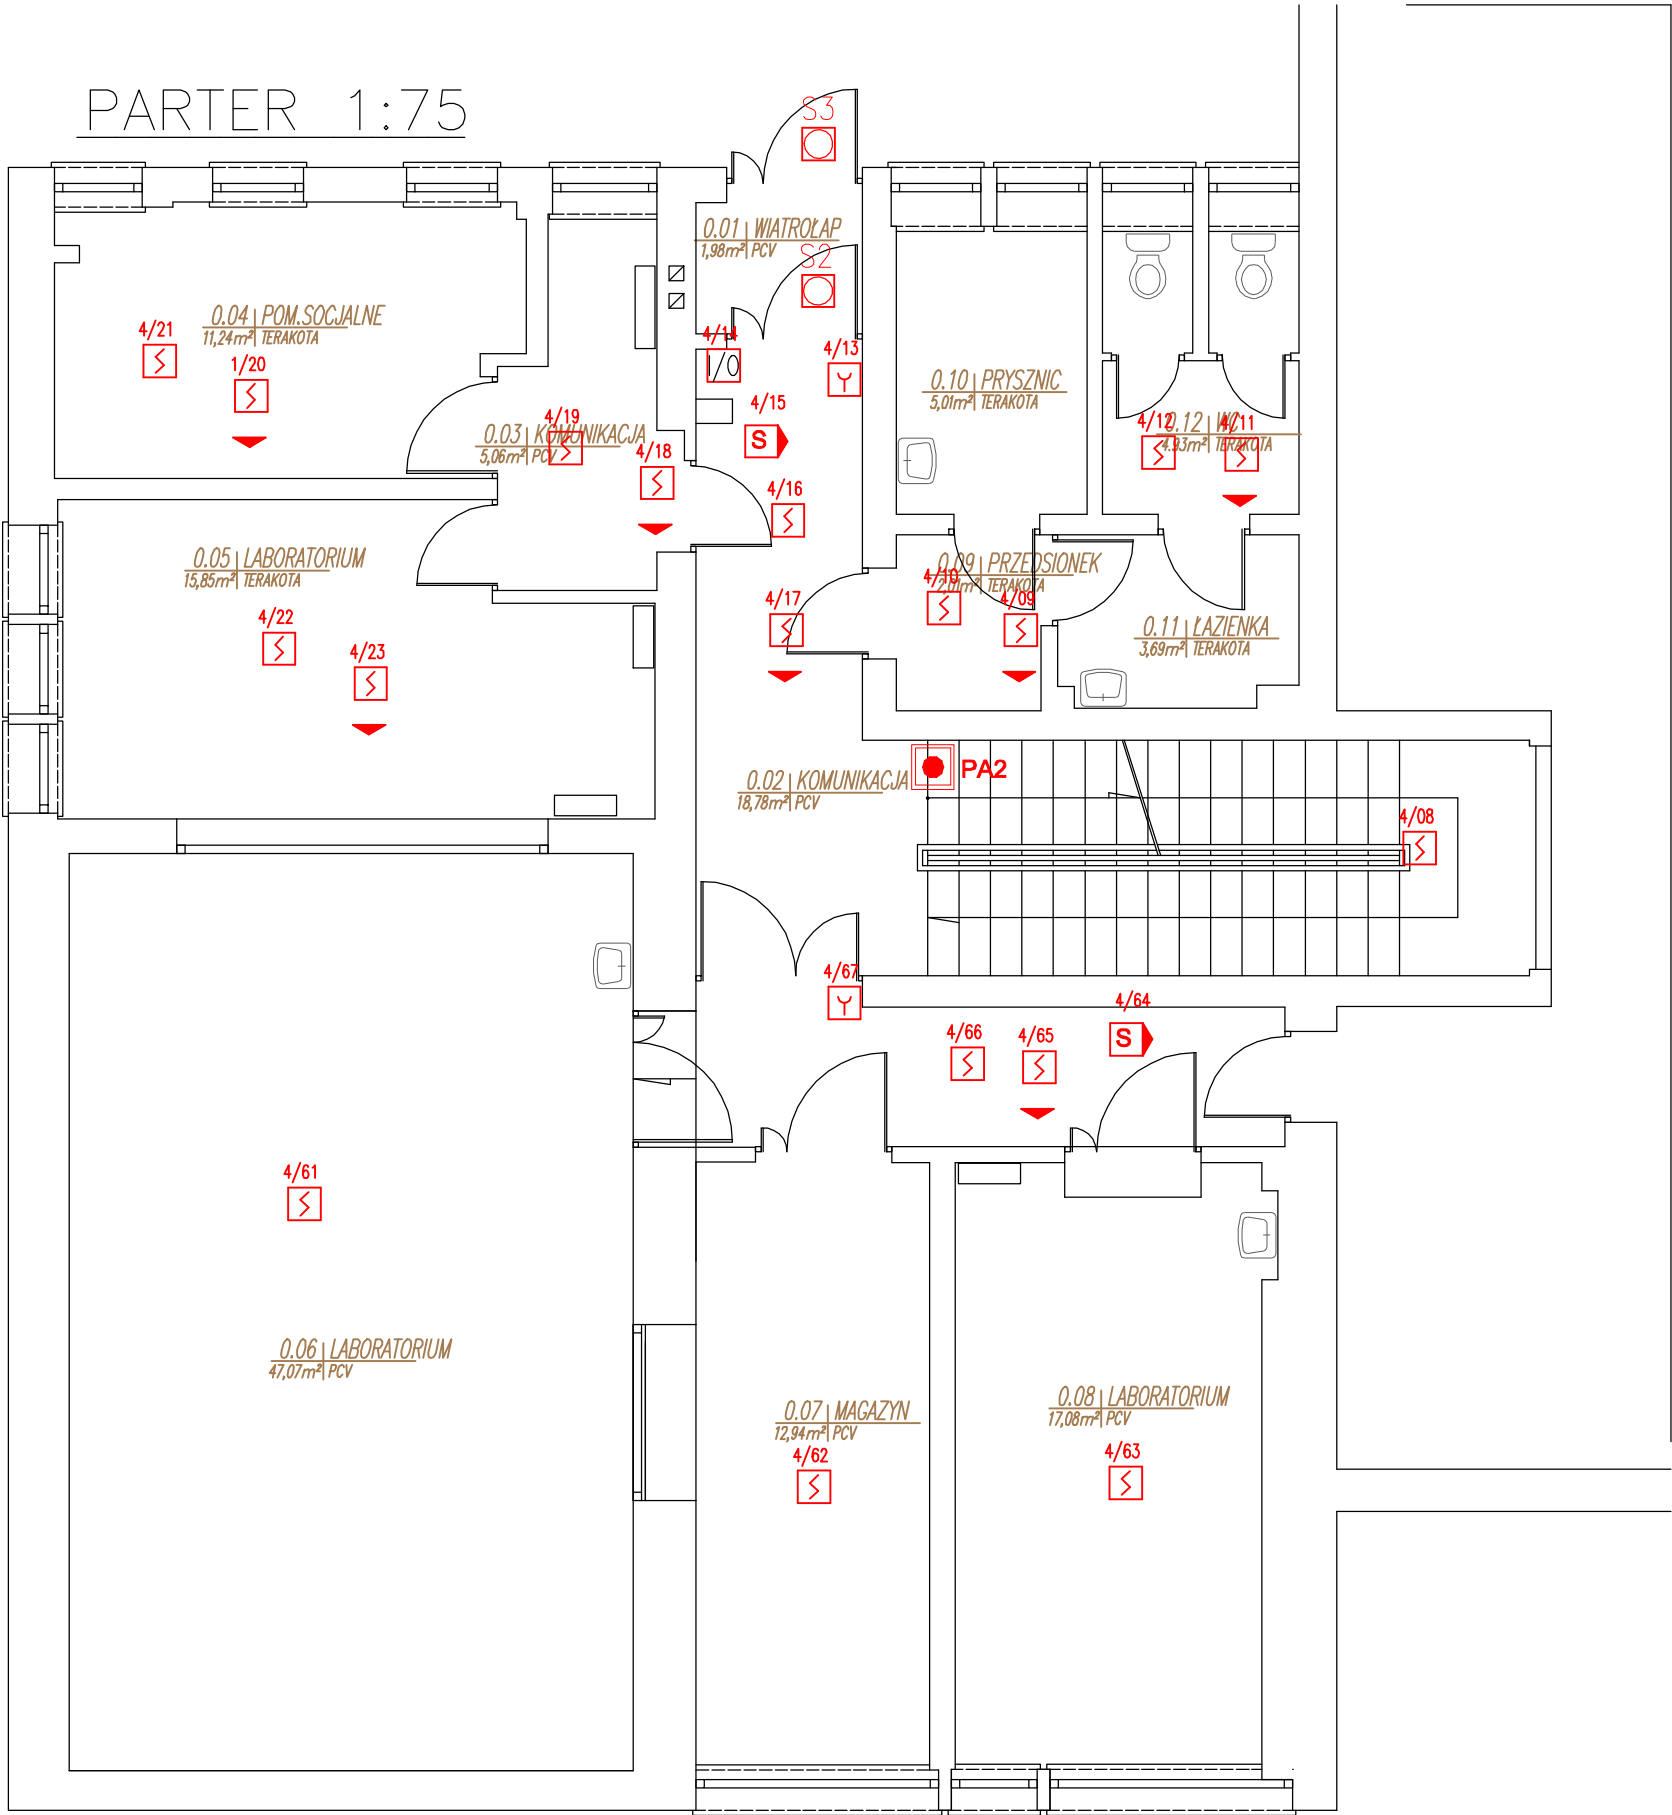 PARTER 1:75
S3
0.01 WIATROŁAP
1,98m² PCV
S2
0.04 POM.SOCJALNE
11,24m² TERAKOTA
4/21
1/20
4/14
4/13
0.10 PRYSZNIC
5,01m² TERAKOTA
4/15
S
4/19
0.03 KOMUNIKACJA
5,06m² PCV
4/18
4/12
0.12 WC
4/11
4.93m² TERAKOTA
4/16
0.05 LABORATORIUM
15,85m² TERAKOTA
0.09 PRZEDSIONEK
2,01m² TERAKOTA
4/10
4/09
4/17
4/22
4/23
0.11 ŁAZIENKA
3,69m² TERAKOTA
PA2
0.02 KOMUNIKACJA
18,78m² PCV
4/08
4/67
4/64
S
4/66
4/65
4/61
0.06 LABORATORIUM
47,07m² PCV
0.07 MAGAZYN
12,94m² PCV
4/62
0.08 LABORATORIUM
17,08m² PCV
4/63